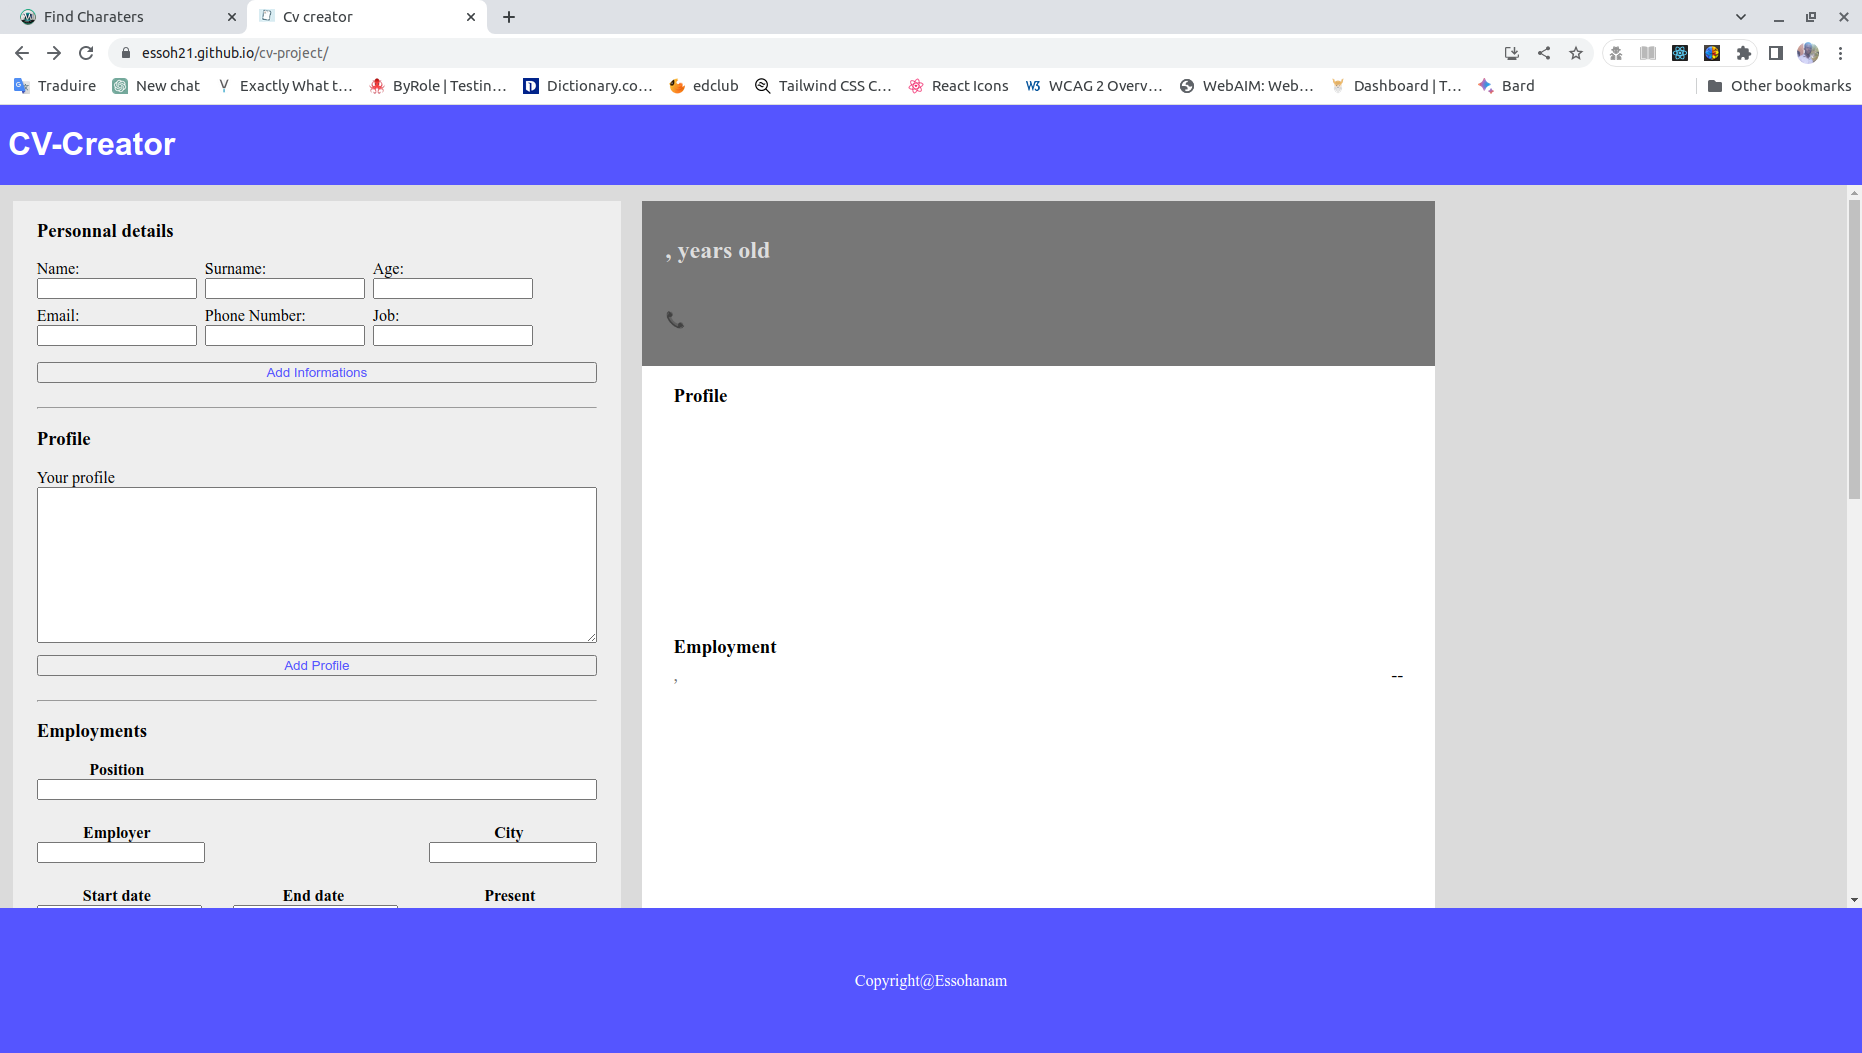 Find Charaters
Cv creator
essoh21.github.io/cv-project/
Traduire
New chat
Exactly What t…
ByRole | Testin…
Dictionary.co…
edclub
Tailwind CSS C…
React Icons
W3 WCAG 2 Overv…
WebAIM: Web…
Dashboard | T…
Bard
Other bookmarks
CV-Creator
Personnal details
Name: Surname: Age:
Email: Phone Number: Job:
Add Informations
Profile
Your profile
Add Profile
Employments
Position
Employer City
Start date End date Present
, years old
Profile
Employment
, --
Copyright@Essohanam